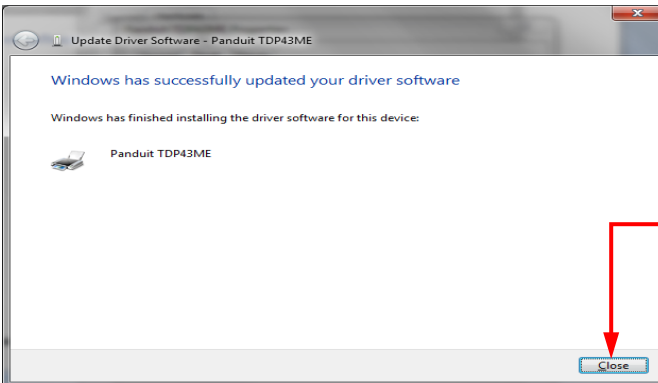 Update Driver Software - Panduit TDP43ME
Windows has successfully updated your driver software
Windows has finished installing the driver software for this device:
Panduit TDP43ME
Close